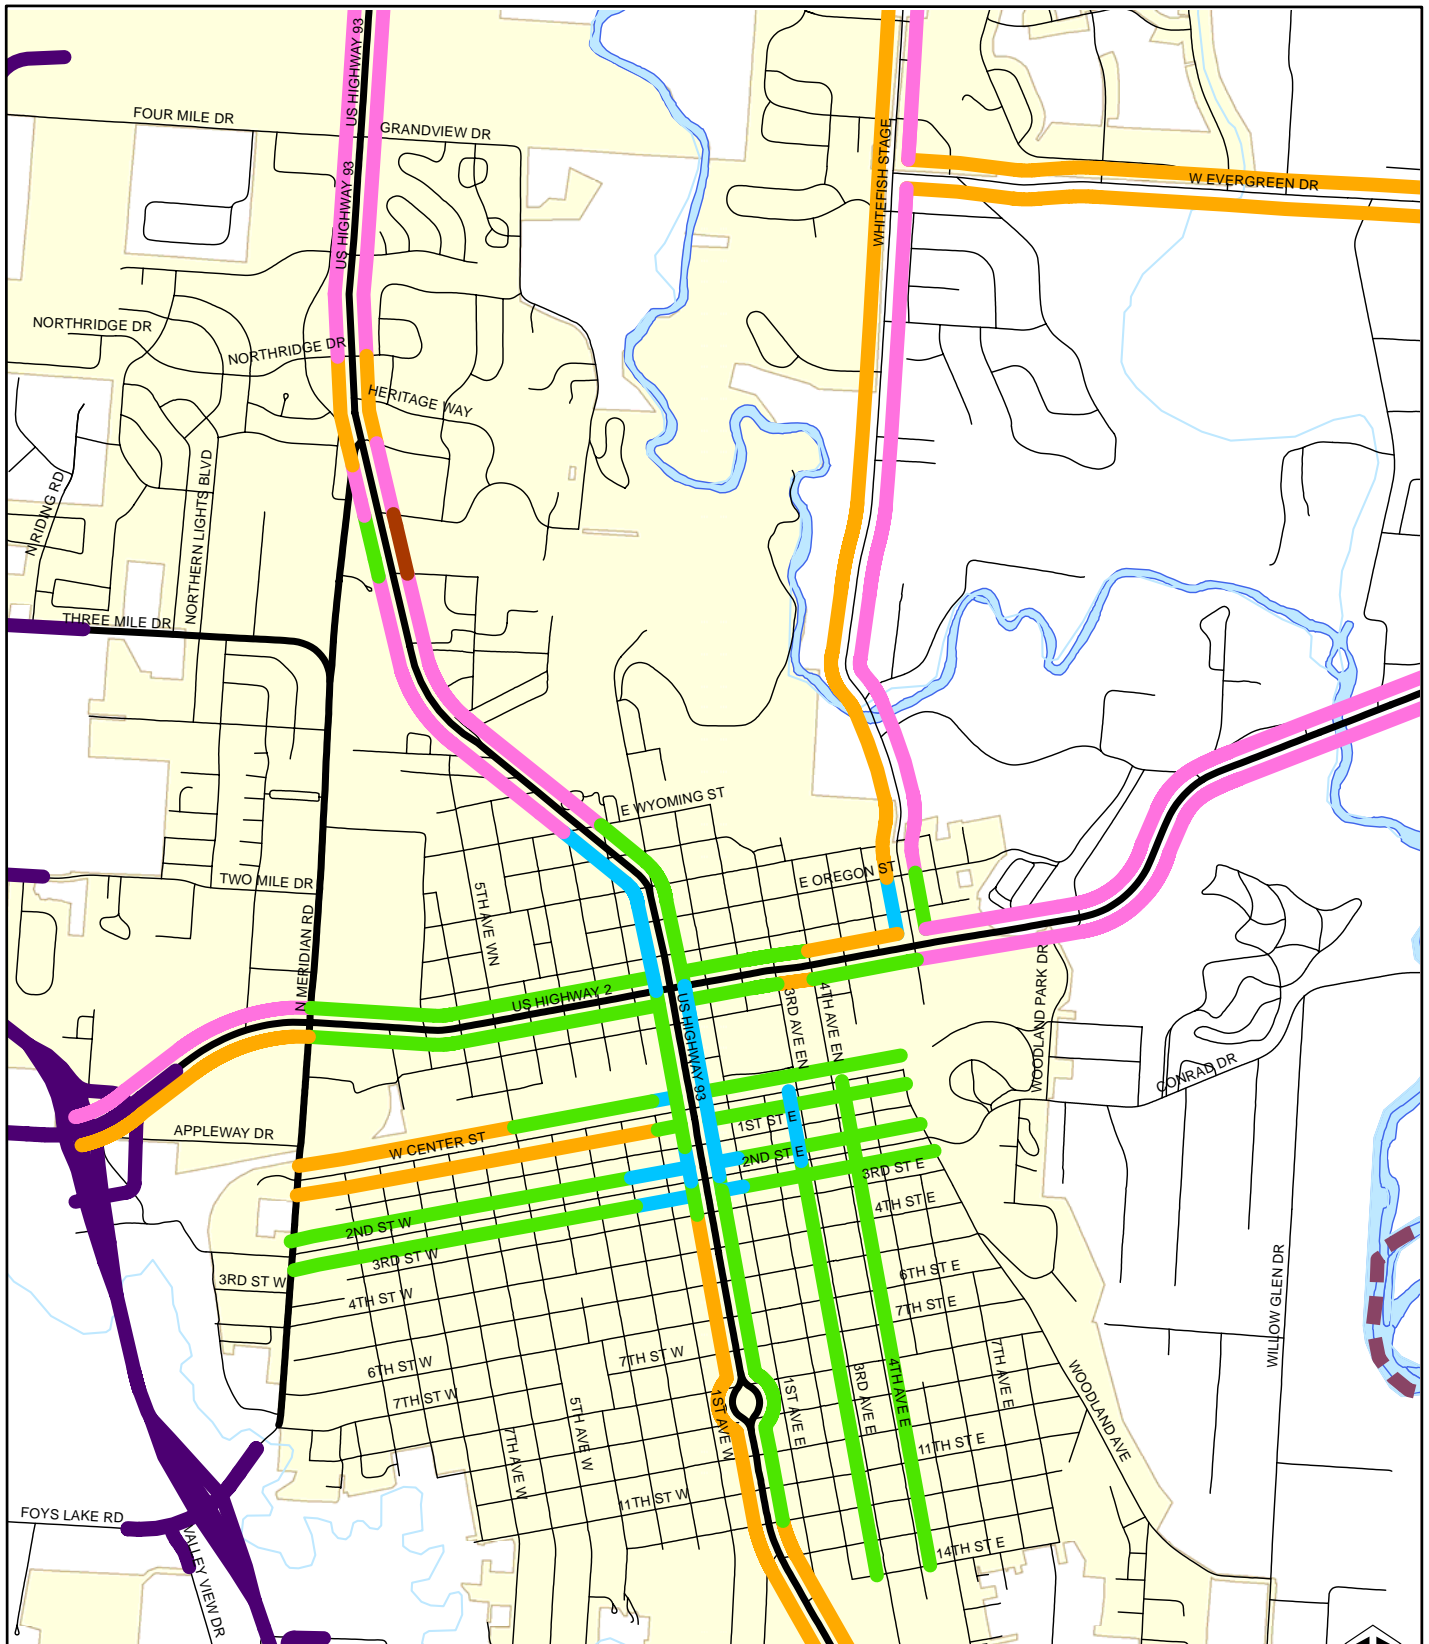 US HIGHWAY 93
FOUR MILE DR
GRANDVIEW DR
WHITEFISH STAGE
W EVERGREEN DR
US HIGHWAY 93
NORTHRIDGE DR
NORTHRIDGE DR
HERITAGE WAY
N RIDING RD
NORTHERN LIGHTS BLVD
THREE MILE DR
E WYOMING ST
TWO MILE DR
E OREGON ST
5TH AVE WN
N MERIDIAN RD
US HIGHWAY 2
US HIGHWAY 93
3RD AVE EN
4TH AVE EN
WOODLAND PARK DR
CONRAD DR
APPLEWAY DR
W CENTER ST
1ST ST E
2ND ST E
3RD ST E
4TH ST E
2ND ST W
3RD ST W
3RD ST W
4TH ST W
6TH ST E
7TH ST E
WILLOW GLEN DR
6TH ST W
7TH ST W
7TH ST W
7TH AVE E
WOODLAND AVE
1ST AVE W
1ST AVE E
3RD AVE E
4TH AVE E
5TH AVE W
7TH AVE W
11TH ST E
11TH ST W
FOYS LAKE RD
VALLEY VIEW DR
14TH ST E